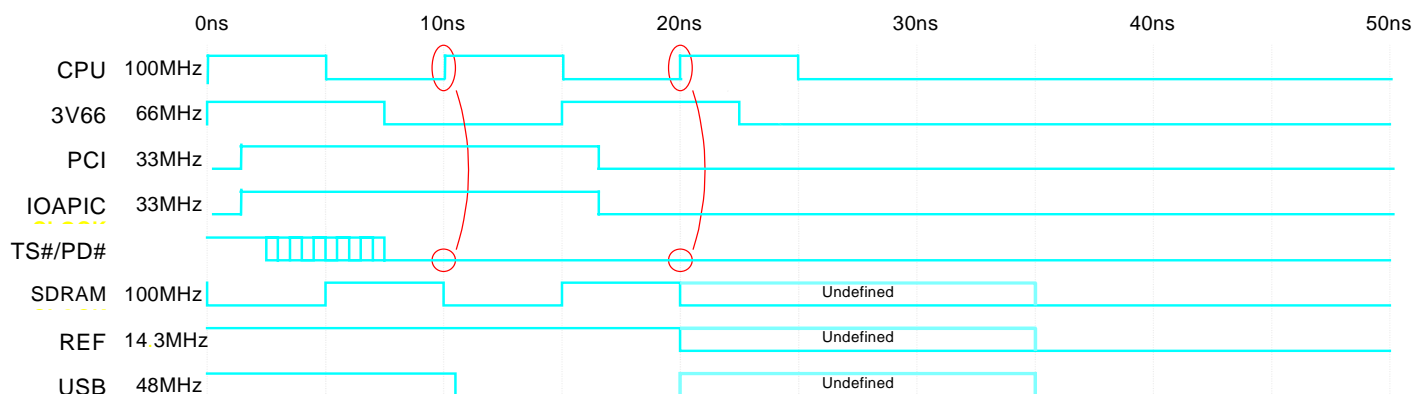 0ns 10ns 20ns 30ns 40ns 50ns
CPU 100MHz
3V66 66MHz
PCI 33MHz
IOAPIC 33MHz
TS#/PD#
SDRAM 100MHz Undefined
REF 14.3MHz Undefined
USB 48MHz Undefined